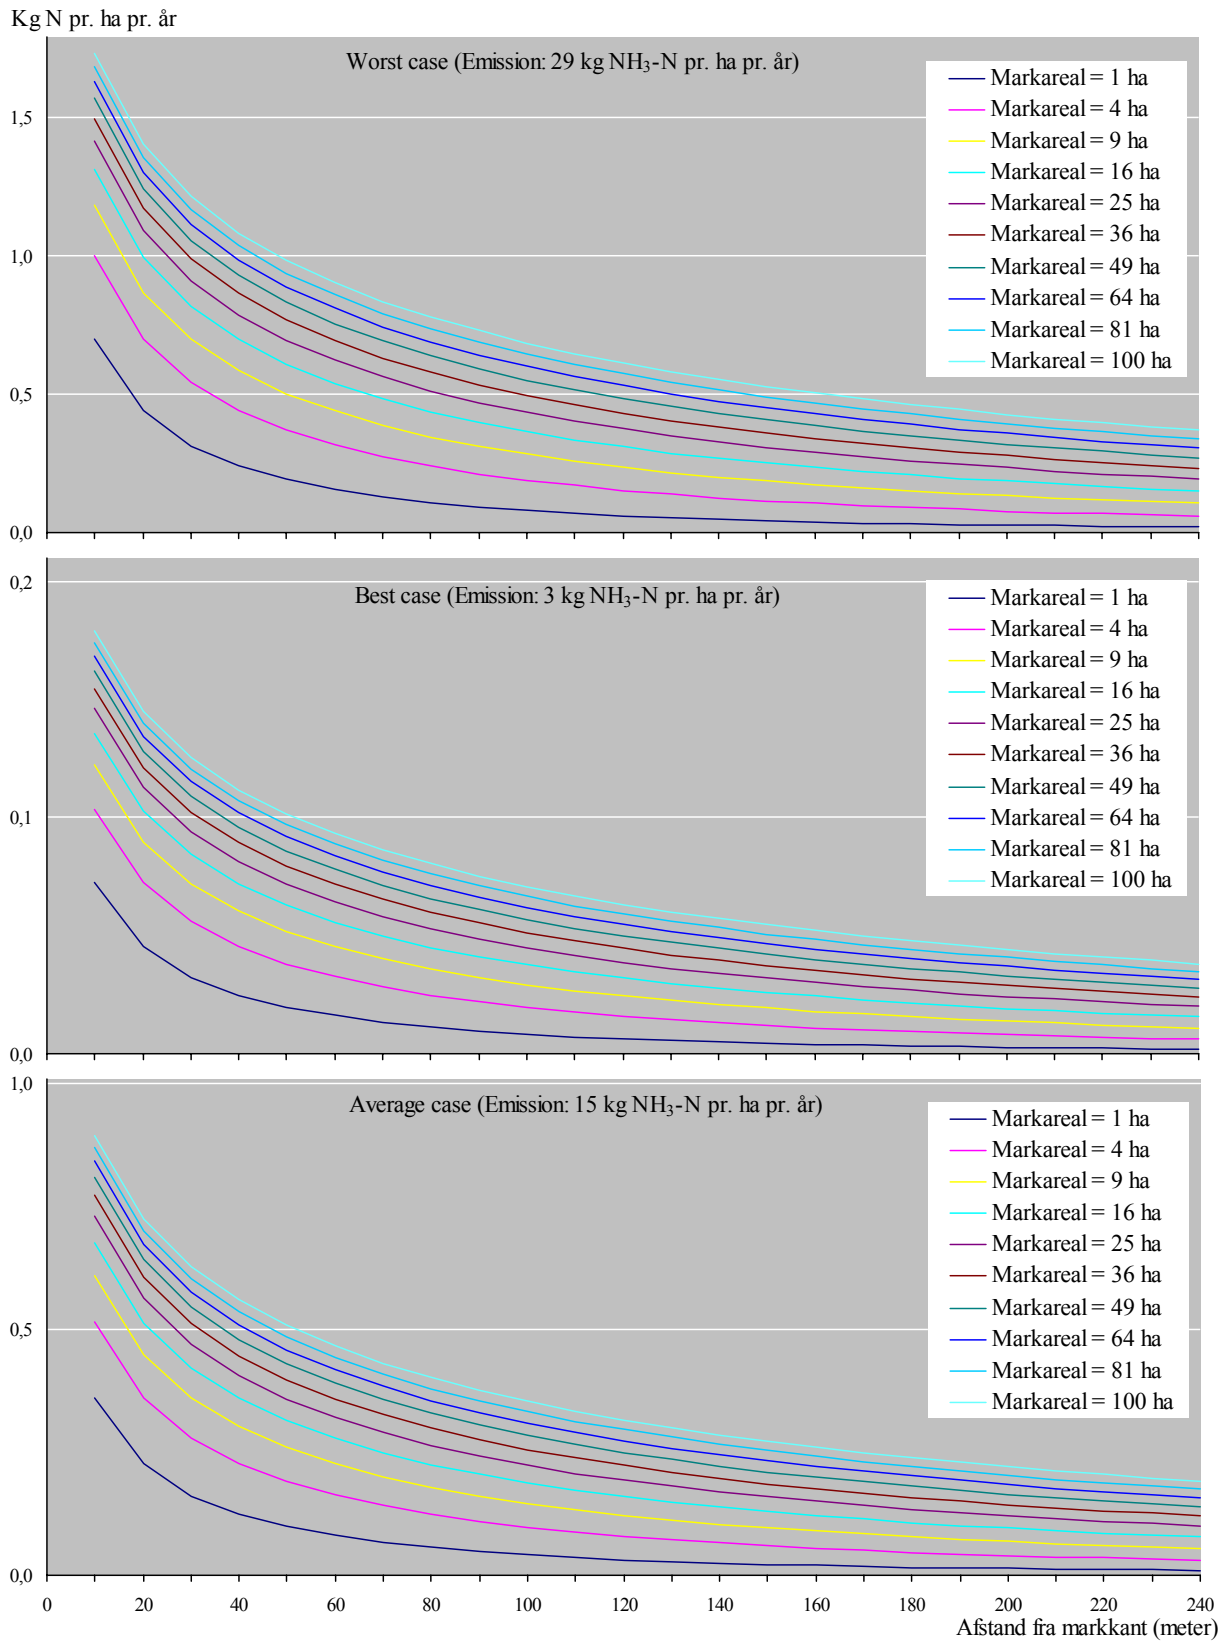 Kg N pr. ha pr. år
Worst case (Emission: 29 kg NH₃-N pr. ha pr. år)
1,5
1,0
0,5
0,0
Markareal = 1 ha
Markareal = 4 ha
Markareal = 9 ha
Markareal = 16 ha
Markareal = 25 ha
Markareal = 36 ha
Markareal = 49 ha
Markareal = 64 ha
Markareal = 81 ha
Markareal = 100 ha
Best case (Emission: 3 kg NH₃-N pr. ha pr. år)
0,2
0,1
0,0
Markareal = 1 ha
Markareal = 4 ha
Markareal = 9 ha
Markareal = 16 ha
Markareal = 25 ha
Markareal = 36 ha
Markareal = 49 ha
Markareal = 64 ha
Markareal = 81 ha
Markareal = 100 ha
Average case (Emission: 15 kg NH₃-N pr. ha pr. år)
1,0
0,5
0,0
Markareal = 1 ha
Markareal = 4 ha
Markareal = 9 ha
Markareal = 16 ha
Markareal = 25 ha
Markareal = 36 ha
Markareal = 49 ha
Markareal = 64 ha
Markareal = 81 ha
Markareal = 100 ha
0 20 40 60 80 100 120 140 160 180 200 220 240
Afstand fra markkant (meter)